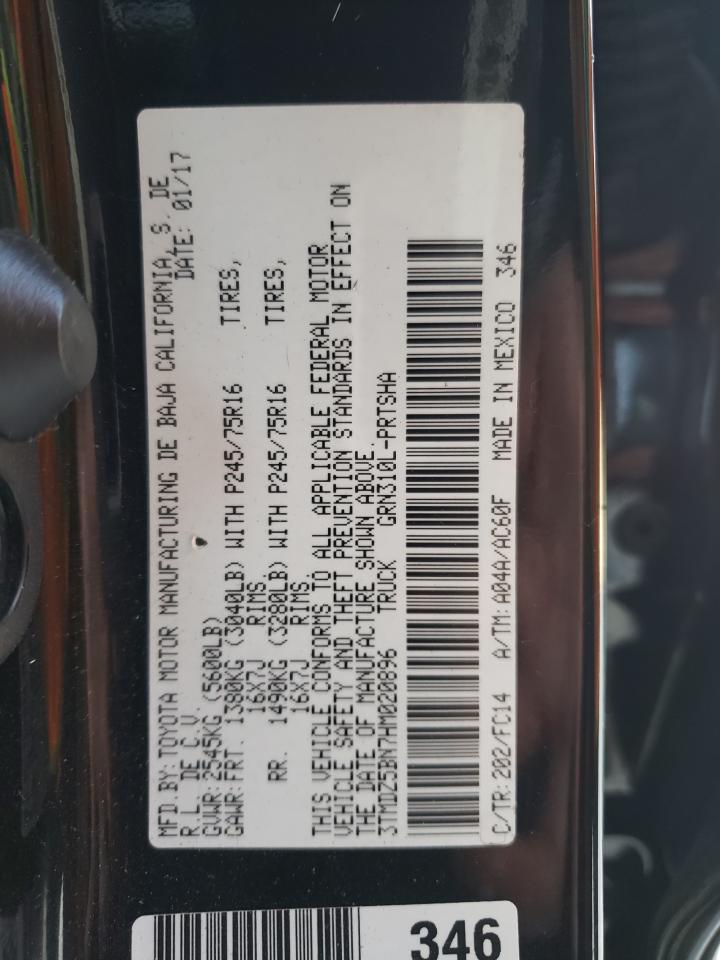 MFD.BY:TOYOTA MOTOR MANUFACTURING DE BAJA CALIFORNIA,S. DE
R.L. DE C.V. DATE: 01/17
GVWR:2545KG (5600LB)
GAWR:FRT. 1380KG (3040LB) WITH P245/75R16 TIRES,
16X7J RIMS.
RR. 1490KG (3280LB) WITH P245/75R16 TIRES,
16X7J RIMS.
THIS VEHICLE CONFORMS TO ALL APPLICABLE FEDERAL MOTOR
VEHICLE SAFETY AND THEFT PREVENTION STANDARDS IN EFFECT ON
THE DATE OF MANUFACTURE SHOWN ABOVE.
3TMDZ5BN7HM020896 TRUCK GRN310L-PRTSHA
C/TR:202/FC14 A/TM:A04A/AC60F MADE IN MEXICO 346
346